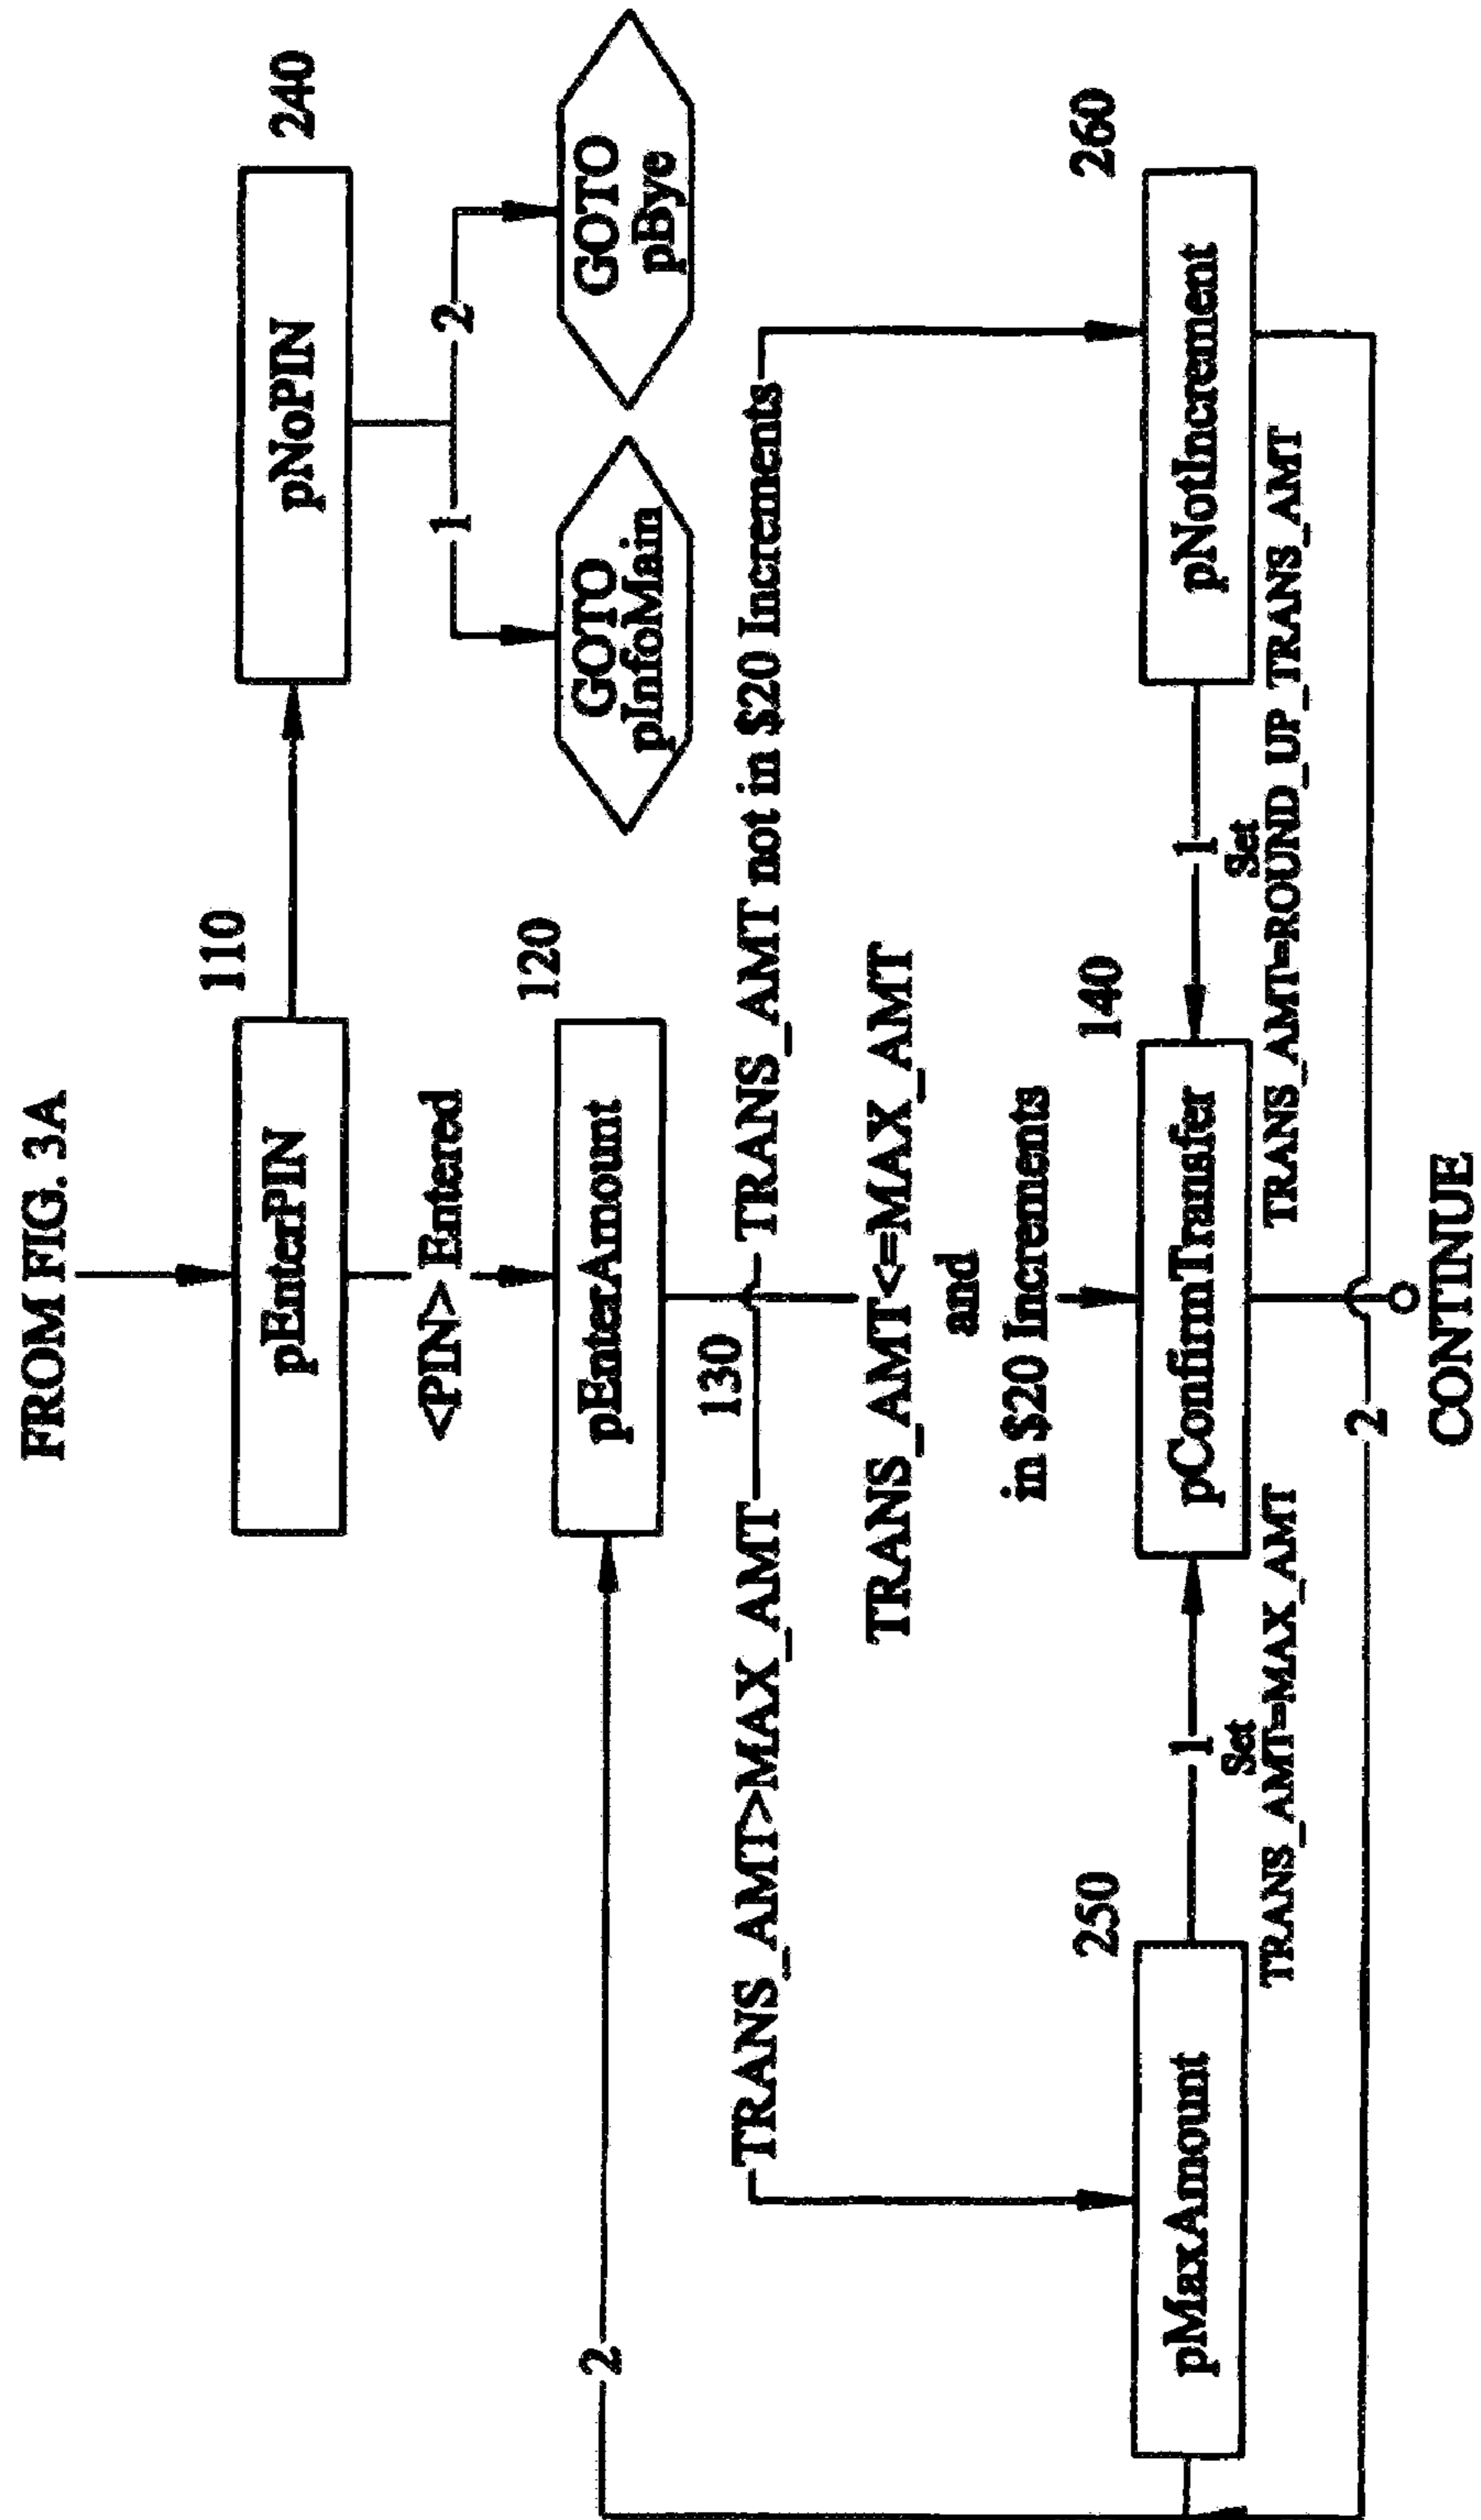 FROM FIG. 3A
110
240
pEnterPIN
pNoPIN
<PIN> Entered
1
2
120
GOTO
pInfoMain
GOTO
pBye
2
pEnterAmount
130
TRANS_AMT>MAX_AMT
TRANS_AMT not in $20 Increments
TRANS_AMT<=MAX_AMT
and
in $20 Increments
250
140
260
pMaxAmount
1
pConfirmTransfer
1
pNotIncrement
Set
TRANS_AMT=MAX_AMT
Set
TRANS_AMT=ROUND_UP_TRANS_AMT
2
CONTINUE